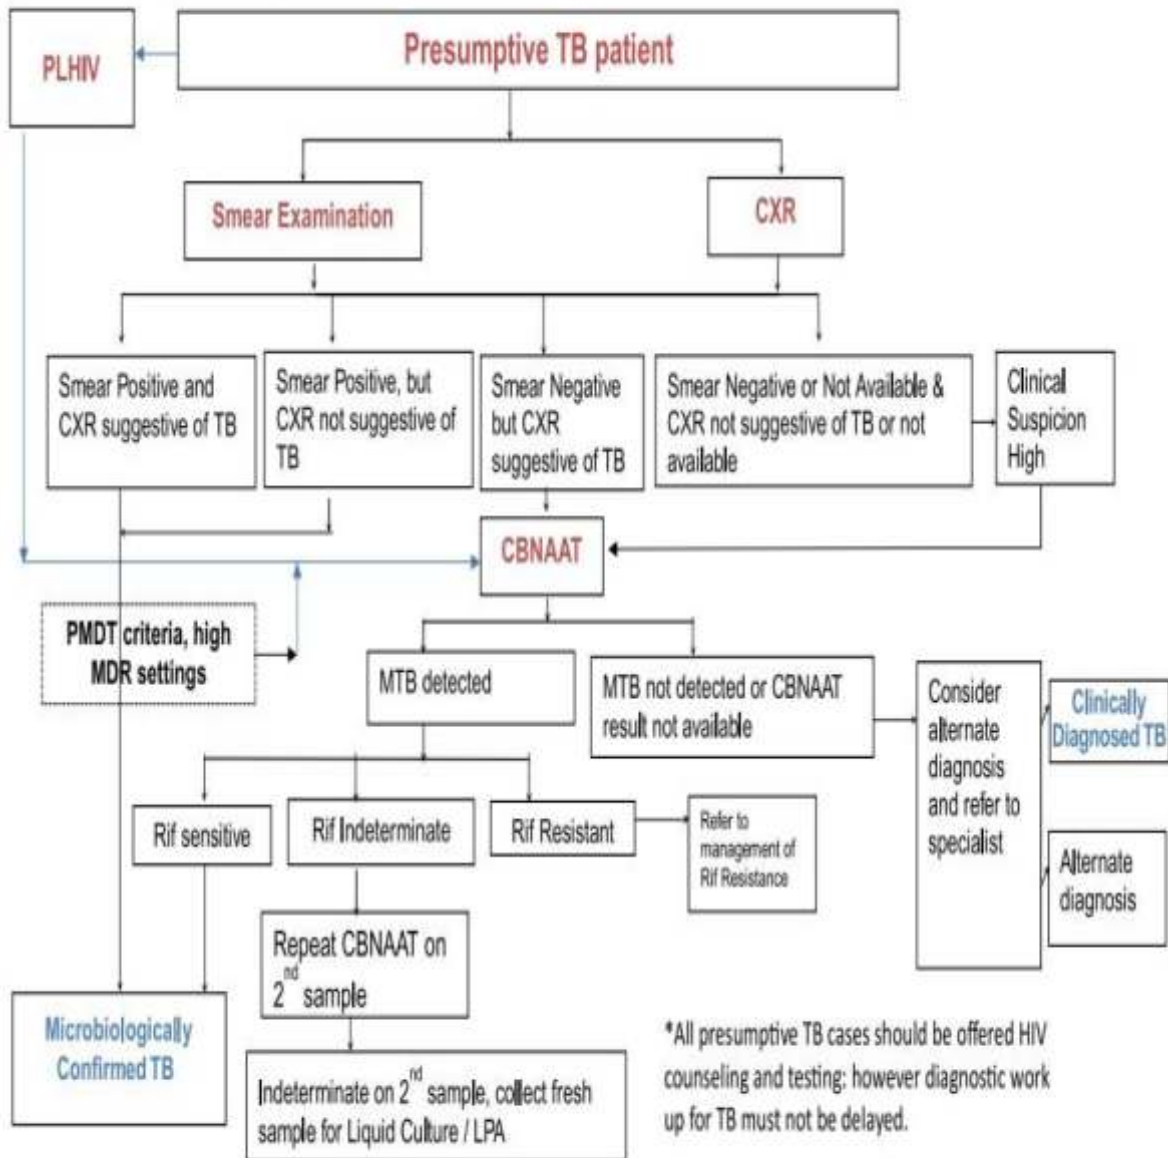 PLHIV
Presumptive TB patient
Smear Examination
CXR
Smear Positive and
CXR suggestive of TB
Smear Positive, but
CXR not suggestive of
TB
Smear Negative
but CXR
suggestive of TB
Smear Negative or Not Available &
CXR not suggestive of TB or not
available
Clinical
Suspicion
High
CBNAAT
PMDT criteria, high
MDR settings
MTB detected
MTB not detected or CBNAAT
result not available
Consider
alternate
diagnosis
and refer to
specialist
Clinically
Diagnosed TB
Alternate
diagnosis
Rif sensitive
Rif Indeterminate
Rif Resistant
Refer to
management of
Rif Resistance
Repeat CBNAAT on
2nd sample
Microbiologically
Confirmed TB
Indeterminate on 2nd sample, collect fresh
sample for Liquid Culture / LPA
*All presumptive TB cases should be offered HIV
counseling and testing; however diagnostic work
up for TB must not be delayed.